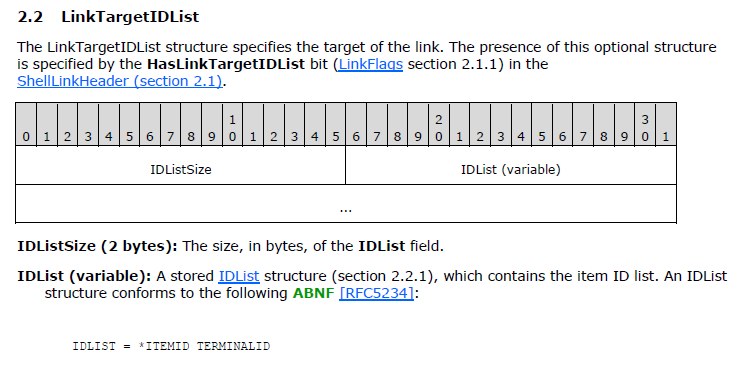 2.2 LinkTargetIDList
The LinkTargetIDList structure specifies the target of the link. The presence of this optional structure
is specified by the HasLinkTargetIDList bit (LinkFlags section 2.1.1) in the
ShellLinkHeader (section 2.1).
1 2 3
0 1 2 3 4 5 6 7 8 9 0 1 2 3 4 5 6 7 8 9 0 1 2 3 4 5 6 7 8 9 0 1
IDListSize IDList (variable)
...
IDListSize (2 bytes): The size, in bytes, of the IDList field.
IDList (variable): A stored IDList structure (section 2.2.1), which contains the item ID list. An IDList
structure conforms to the following ABNF [RFC5234]:
IDLIST = *ITEMID TERMINALID